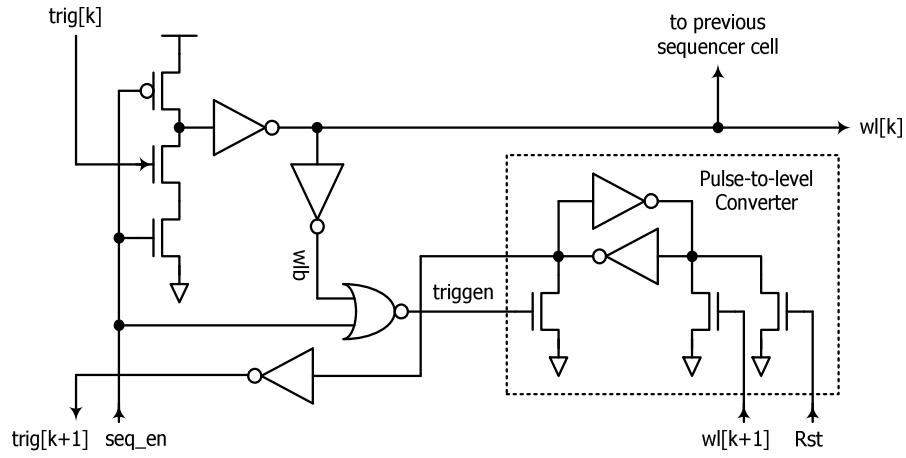 trig[k]
to previous
sequencer cell
wl[k]
Pulse-to-level
Converter
wlb
triggen
trig[k+1]
seq_en
wl[k+1]
Rst